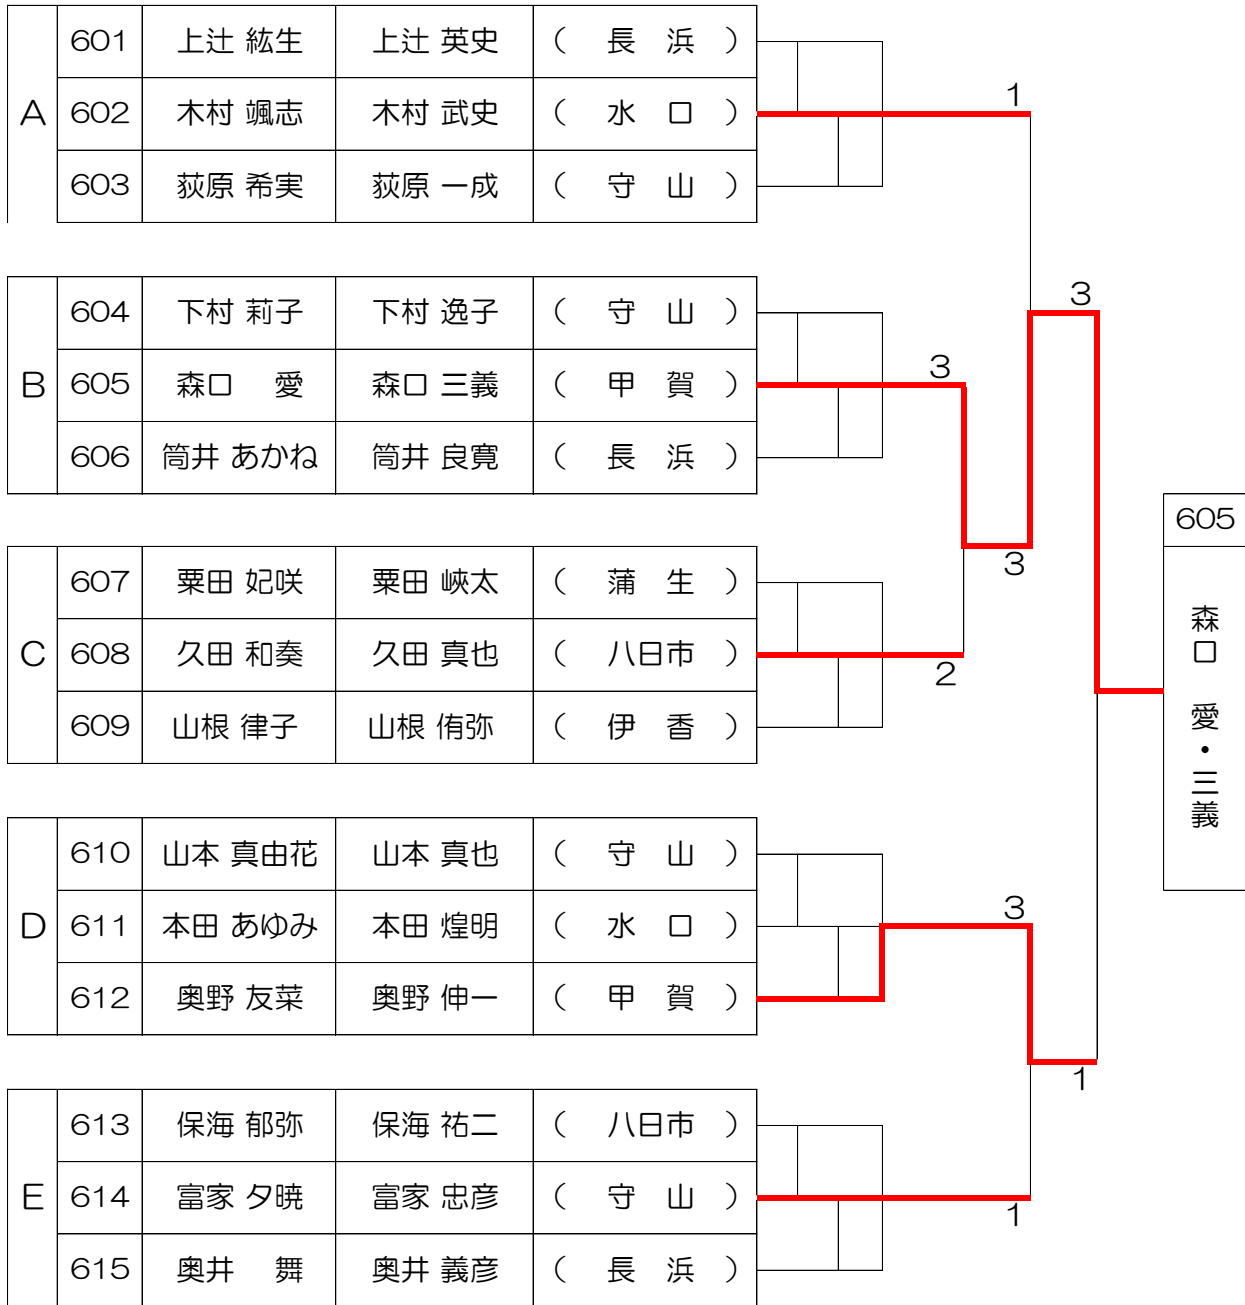 A
601 上辻 紘生 上辻 英史 ( 長 浜 )
602 木村 颯志 木村 武史 ( 水 口 )
603 荻原 希実 荻原 一成 ( 守 山 )
1
B
604 下村 莉子 下村 逸子 ( 守 山 )
605 森口 愛 森口 三義 ( 甲 賀 )
606 筒井 あかね 筒井 良寛 ( 長 浜 )
3
3
3
C
607 粟田 妃咲 粟田 峽太 ( 蒲 生 )
608 久田 和奏 久田 真也 ( 八日市 )
609 山根 律子 山根 侑弥 ( 伊 香 )
2
605
森口 愛・三義
D
610 山本 真由花 山本 真也 ( 守 山 )
611 本田 あゆみ 本田 煌明 ( 水 口 )
612 奥野 友菜 奥野 伸一 ( 甲 賀 )
3
1
E
613 保海 郁弥 保海 祐二 ( 八日市 )
614 富家 夕暁 富家 忠彦 ( 守 山 )
615 奥井 舞 奥井 義彦 ( 長 浜 )
1